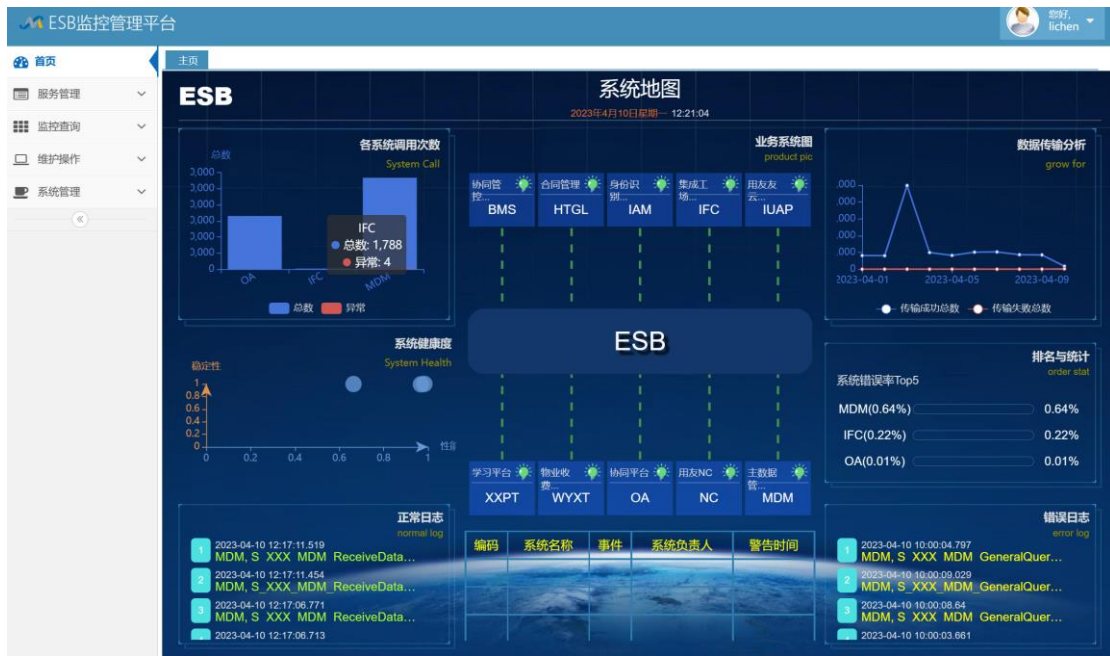 ESB监控管理平台
您好,
lichen
首页
服务管理
监控查询
维护操作
系统管理
主页
ESB
系统地图
2023年4月10日星期一 12:21:04
各系统调用次数
System Call
总数
0
OA
IFC
MDM
IFC
总数: 1,788
异常: 4
总数
异常
系统健康度
System Health
稳定性
1
0.8
0.6
0.4
0.2
0
0 0.2 0.4 0.6 0.8 1
正常日志
normal log
1 2023-04-10 12:17:11.519
MDM, S_XXX_MDM_ReceiveData...
2 2023-04-10 12:17:11.454
MDM, S_XXX_MDM_ReceiveData...
3 2023-04-10 12:17:06.771
MDM, S_XXX_MDM_ReceiveData...
2023-04-10 12:17:06.713
业务系统图
product pic
协同管控...
BMS
合同管理
HTGL
身份识别...
IAM
集成工场...
IFC
用友友云...
IUAP
ESB
学习平台
XXPT
物业收费...
WYXT
协同平台
OA
用友NC
NC
主数据管...
MDM
编码 系统名称 事件 系统负责人 警告时间
数据传输分析
grow for
0
2023-04-01 2023-04-05 2023-04-09
传输成功总数 传输失败总数
排名与统计
order stat
系统错误率Top5
MDM(0.64%) 0.64%
IFC(0.22%) 0.22%
OA(0.01%) 0.01%
错误日志
error log
1 2023-04-10 10:00:04.797
MDM, S_XXX_MDM_GeneralQuer...
2 2023-04-10 10:00:09.029
MDM, S_XXX_MDM_GeneralQuer...
3 2023-04-10 10:00:08.64
MDM, S_XXX_MDM_GeneralQuer...
2023-04-10 10:00:03.661